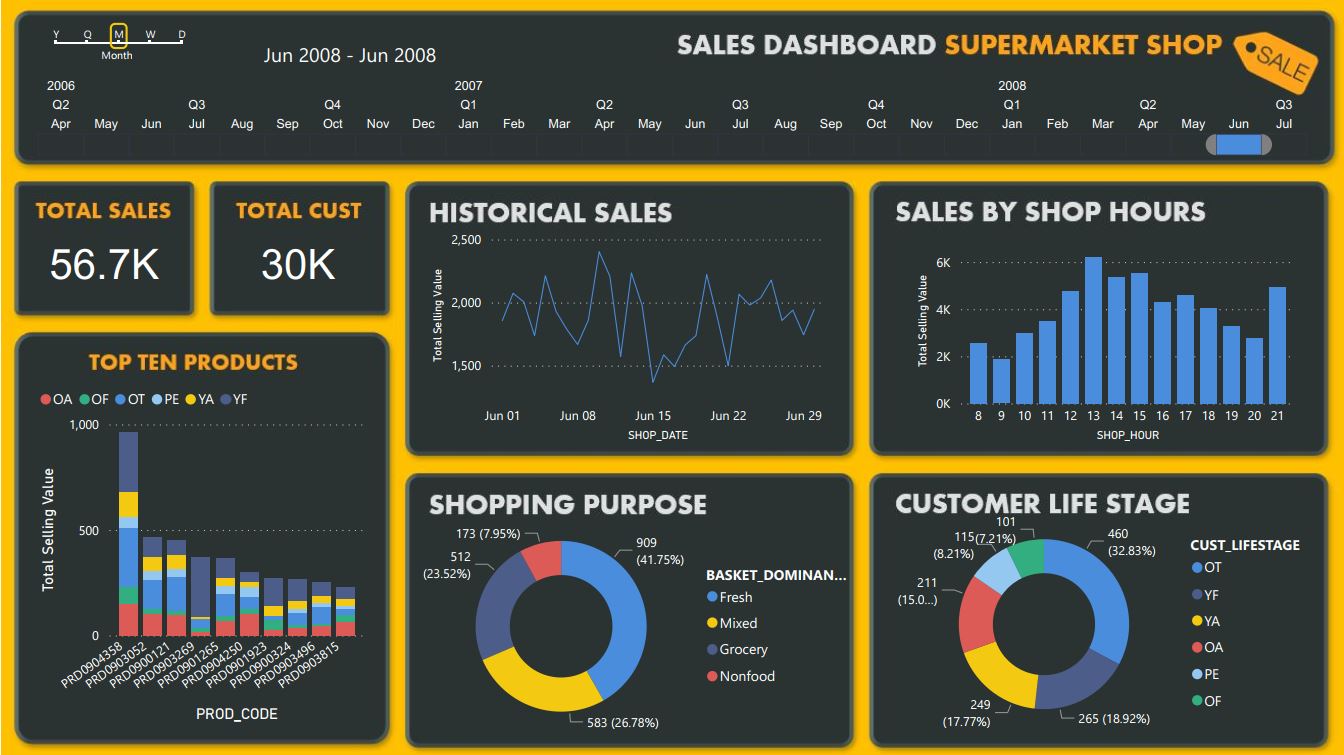 Y Q M W D
Month
Jun 2008 - Jun 2008
SALES DASHBOARD SUPERMARKET SHOP
SALE
2006 2007 2008
Q2 Q3 Q4 Q1 Q2 Q3 Q4 Q1 Q2 Q3
Apr May Jun Jul Aug Sep Oct Nov Dec Jan Feb Mar Apr May Jun Jul Aug Sep Oct Nov Dec Jan Feb Mar Apr May Jun Jul
TOTAL SALES
56.7K
TOTAL CUST
30K
HISTORICAL SALES
2,500
2,000
1,500
Total Selling Value
Jun 01 Jun 08 Jun 15 Jun 22 Jun 29
SHOP_DATE
SALES BY SHOP HOURS
6K
4K
2K
0K
Total Selling Value
8 9 10 11 12 13 14 15 16 17 18 19 20 21
SHOP_HOUR
TOP TEN PRODUCTS
OA OF OT PE YA YF
1,000
500
0
Total Selling Value
PRD0904358
PRD0903052
PRD0900121
PRD0903269
PRD0901265
PRD0904250
PRD0901923
PRD0900324
PRD0903496
PRD0903815
PROD_CODE
SHOPPING PURPOSE
173 (7.95%)
909
(41.75%)
512
(23.52%)
583 (26.78%)
BASKET_DOMINAN...
Fresh
Mixed
Grocery
Nonfood
CUSTOMER LIFE STAGE
101
(7.21%)
115
(8.21%)
460
(32.83%)
211
(15.0...)
249
(17.77%)
265 (18.92%)
CUST_LIFESTAGE
OT
YF
YA
OA
PE
OF